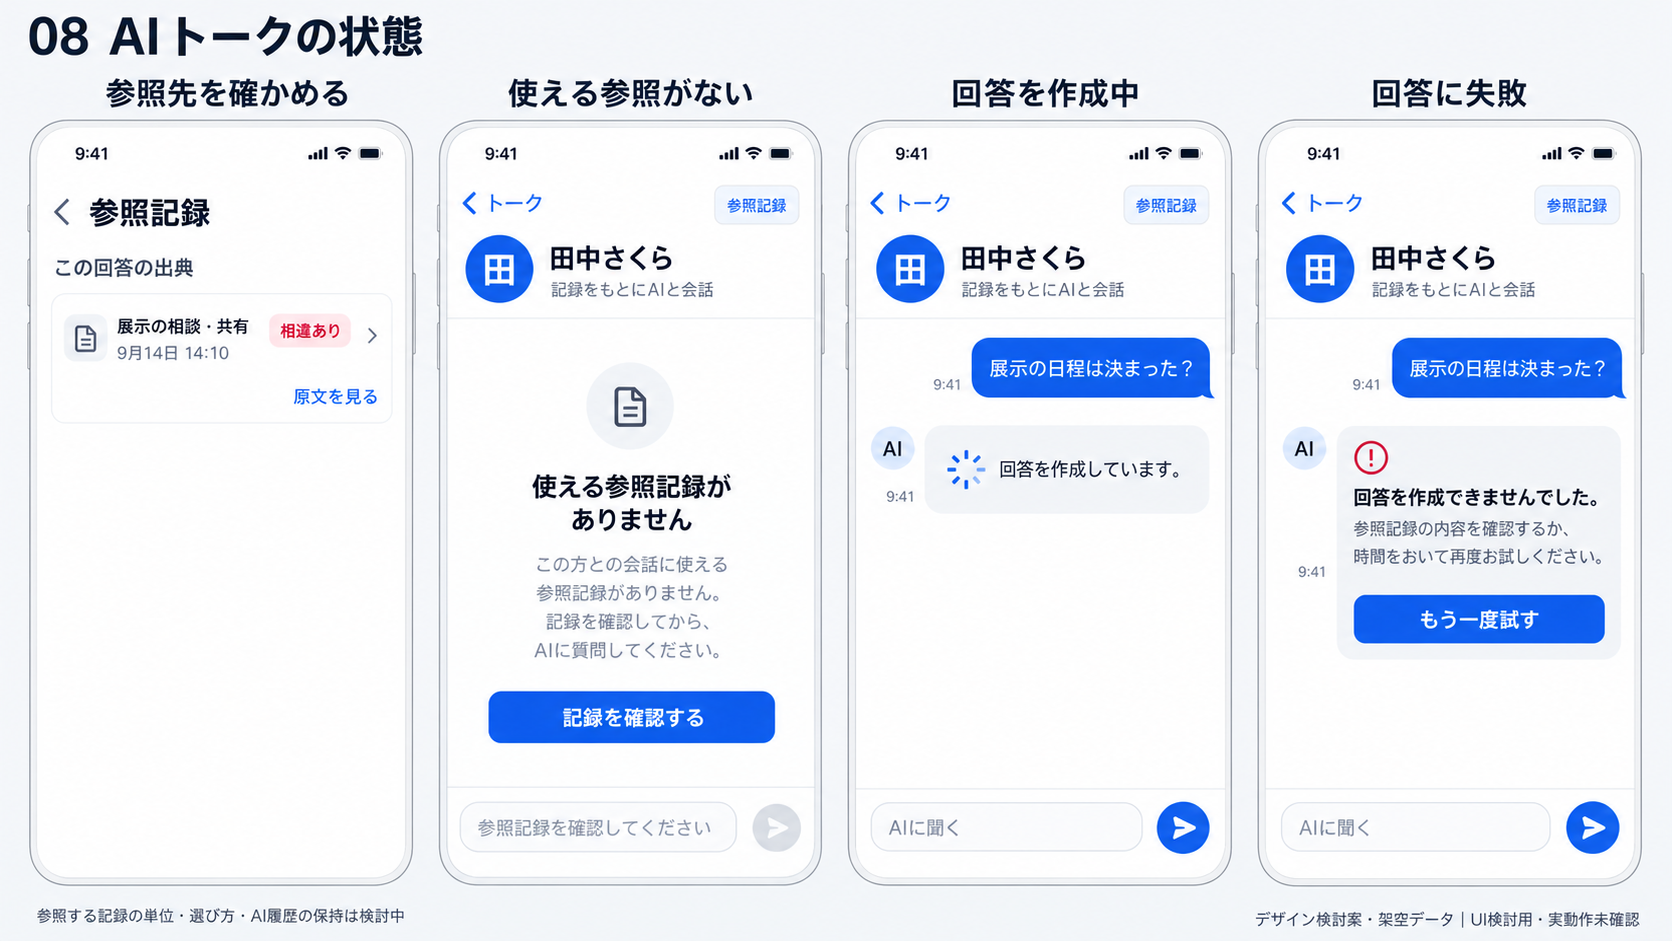 08 AIトークの状態
参照先を確かめる
9:41
参照記録
この回答の出典
展示の相談・共有
相違あり
9月14日 14:10
原文を見る
使える参照がない
9:41
トーク
参照記録
田
田中さくら
記録をもとにAIと会話
使える参照記録が
ありません
この方との会話に使える
参照記録がありません。
記録を確認してから、
AIに質問してください。
記録を確認する
参照記録を確認してください
回答を作成中
9:41
トーク
参照記録
田
田中さくら
記録をもとにAIと会話
展示の日程は決まった？
9:41
AI
回答を作成しています。
9:41
AIに聞く
回答に失敗
9:41
トーク
参照記録
田
田中さくら
記録をもとにAIと会話
展示の日程は決まった？
9:41
AI
回答を作成できませんでした。
参照記録の内容を確認するか、
時間をおいて再度お試しください。
9:41
もう一度試す
AIに聞く
参照する記録の単位・選び方・AI履歴の保持は検討中
デザイン検討案・架空データ｜UI検討用・実動作未確認